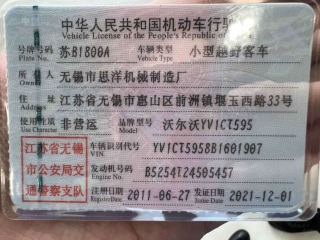 中华人民共和国机动车行驶
Vehicle License of the People's Republic of
号牌号码 苏B1800A 车辆类型 小型越野客车
Plate No. Vehicle Type
所有人 无锡市恩洋机械制造厂
Owner
住址 江苏省无锡市惠山区前洲镇堰玉西路33号
Address
使用性质 非营运 品牌型号 沃尔沃YV1CT595
Use Character Model
江苏省无锡
市公安局交
通警察支队
车辆识别代号 YV1CT5958B1601907
VIN
发动机号码 B5254T24505457
Engine No.
注册日期 2011-06-27 发证日期 2021-12-01
Register Date Issue Date